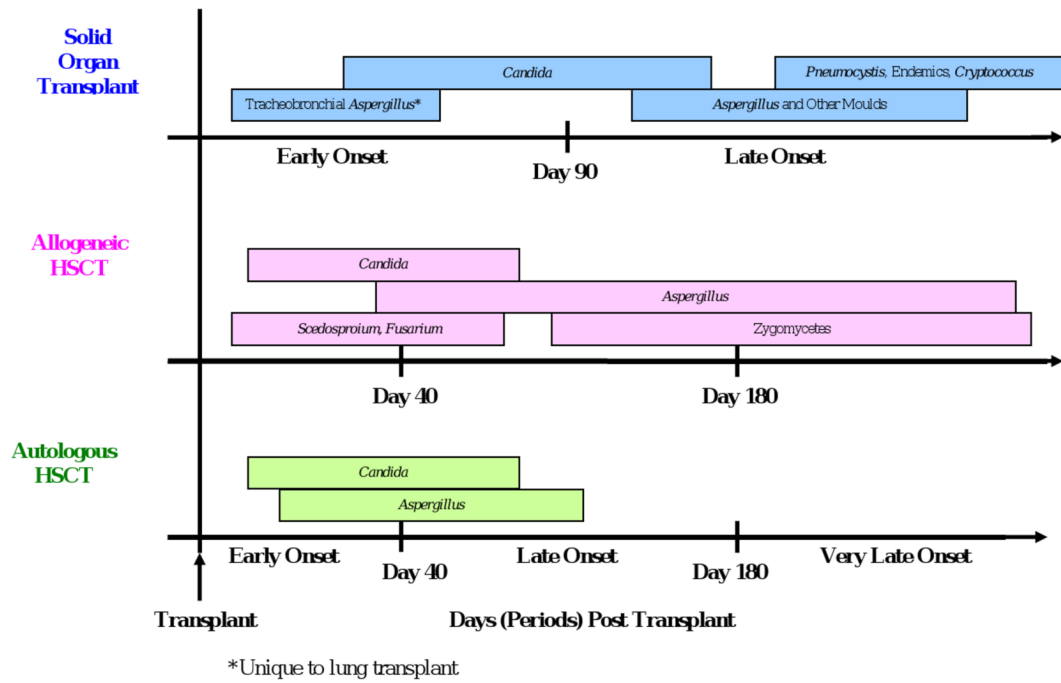 Solid
Organ
Transplant
Candida
Pneumocystis, Endemics, Cryptococcus
Tracheobronchial Aspergillus*
Aspergillus and Other Moulds
Early Onset
Late Onset
Day 90
Allogeneic
HSCT
Candida
Aspergillus
Scedosproium, Fusarium
Zygomycetes
Day 40
Day 180
Autologous
HSCT
Candida
Aspergillus
Early Onset
Late Onset
Very Late Onset
Day 40
Day 180
Transplant
Days (Periods) Post Transplant
*Unique to lung transplant